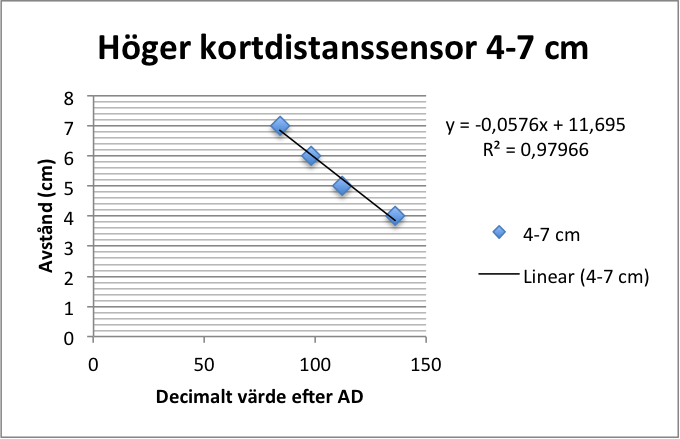 Höger kortdistanssensor 4-7 cm
y = -0,0576x + 11,695
R² = 0,97966
Avstånd (cm)
8
7
6
5
4
3
2
1
0
0 50 100 150
Decimalt värde efter AD
4-7 cm
Linear (4-7 cm)